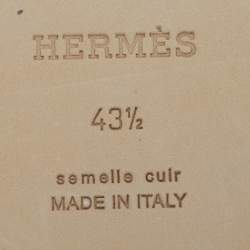 HERMÈS
43½
semelle cuir
MADE IN ITALY